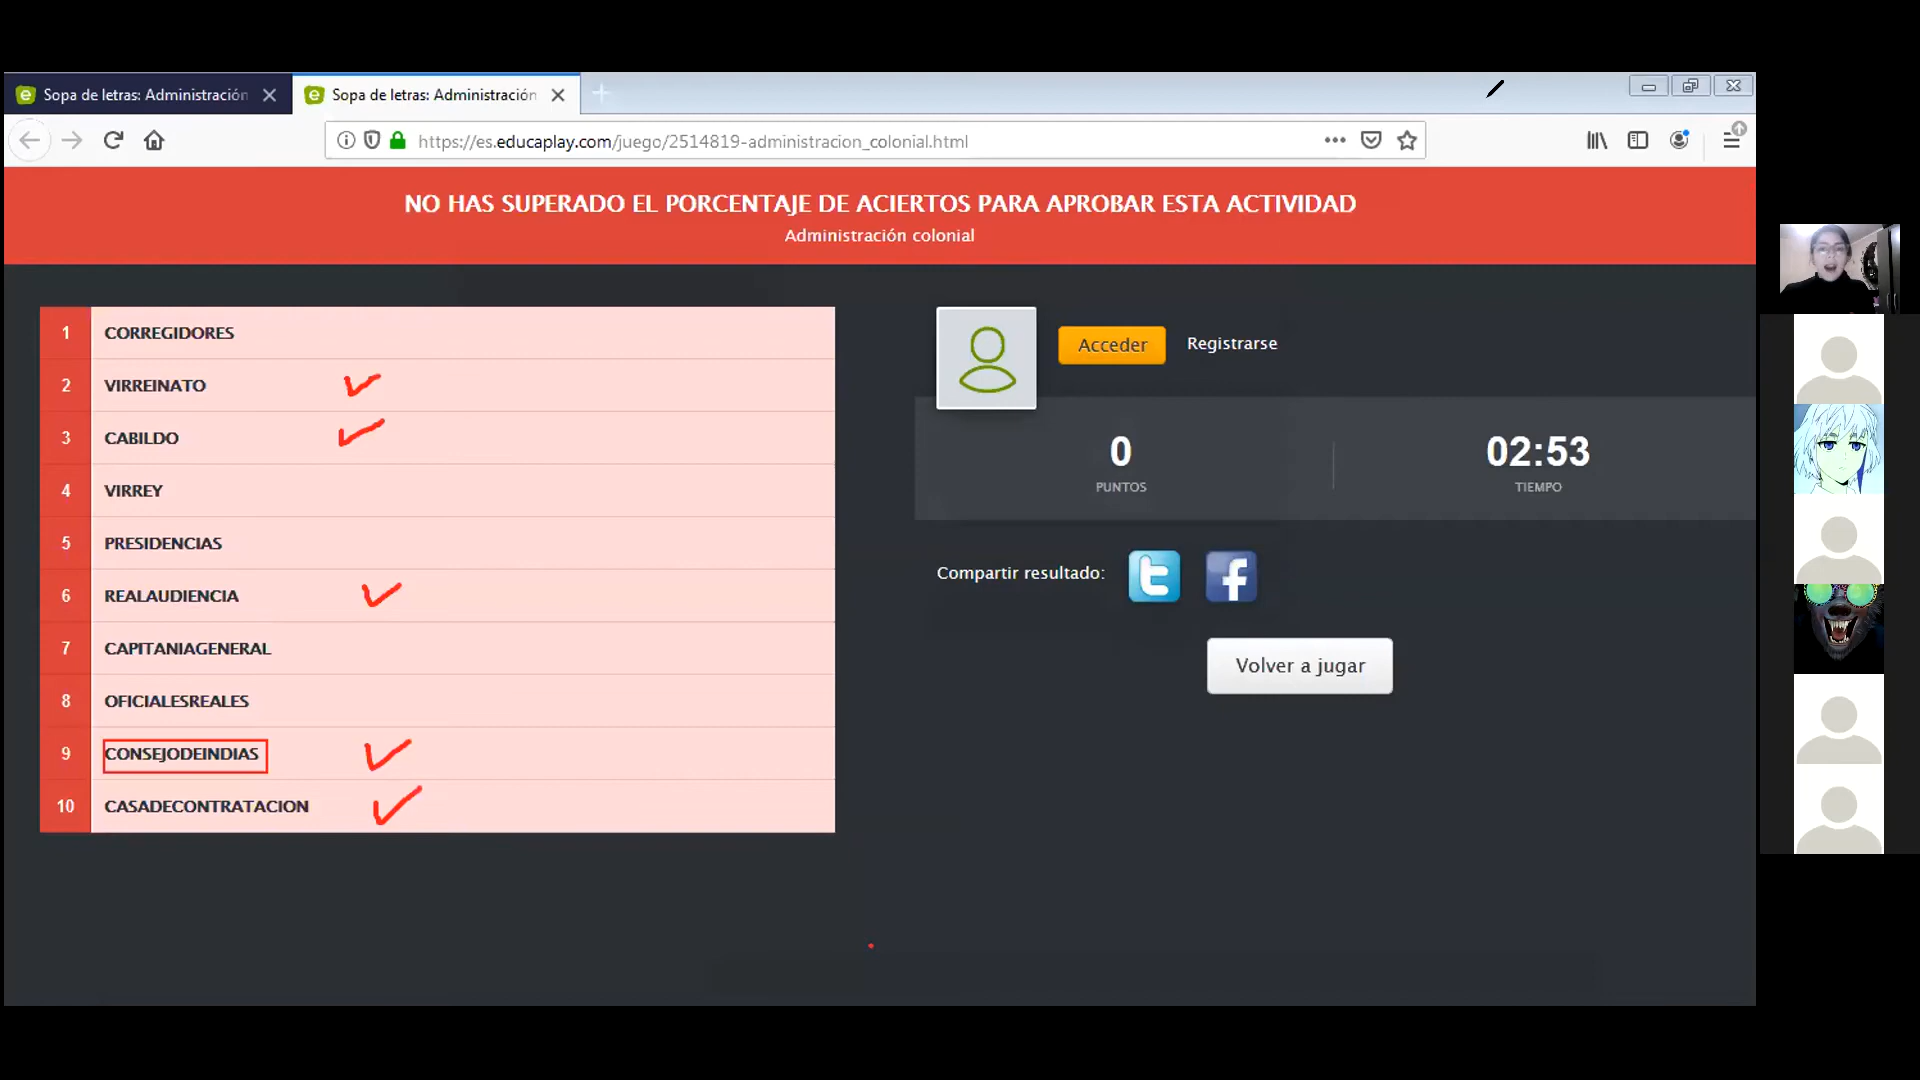 Sopa de letras: Administración
Sopa de letras: Administración
https://es.educaplay.com/juego/2514819-administracion_colonial.html
NO HAS SUPERADO EL PORCENTAJE DE ACIERTOS PARA APROBAR ESTA ACTIVIDAD
Administración colonial
1 CORREGIDORES
2 VIRREINATO
3 CABILDO
4 VIRREY
5 PRESIDENCIAS
6 REALAUDIENCIA
7 CAPITANIAGENERAL
8 OFICIALESREALES
9 CONSEJODEINDIAS
10 CASADECONTRATACION
Acceder Registrarse
0 02:53
PUNTOS TIEMPO
Compartir resultado:
Volver a jugar